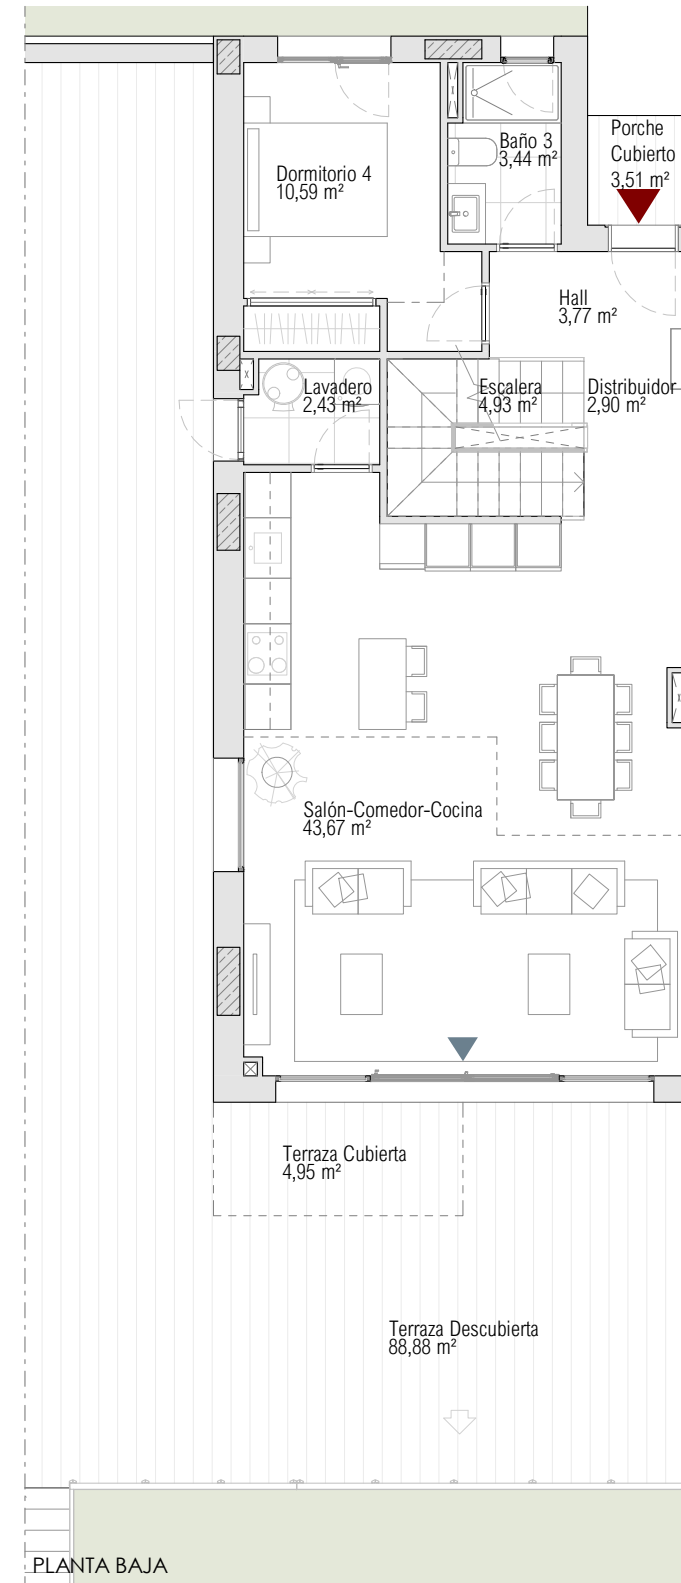 Porche
Cubierto
3,51 m²
Baño 3
3,44 m²
Dormitorio 4
10,59 m²
Hall
3,77 m²
Lavadero
2,43 m²
Escalera
4,93 m²
Distribuidor
2,90 m²
Salón-Comedor-Cocina
43,67 m²
Terraza Cubierta
4,95 m²
Terraza Descubierta
88,88 m²
PLANTA BAJA